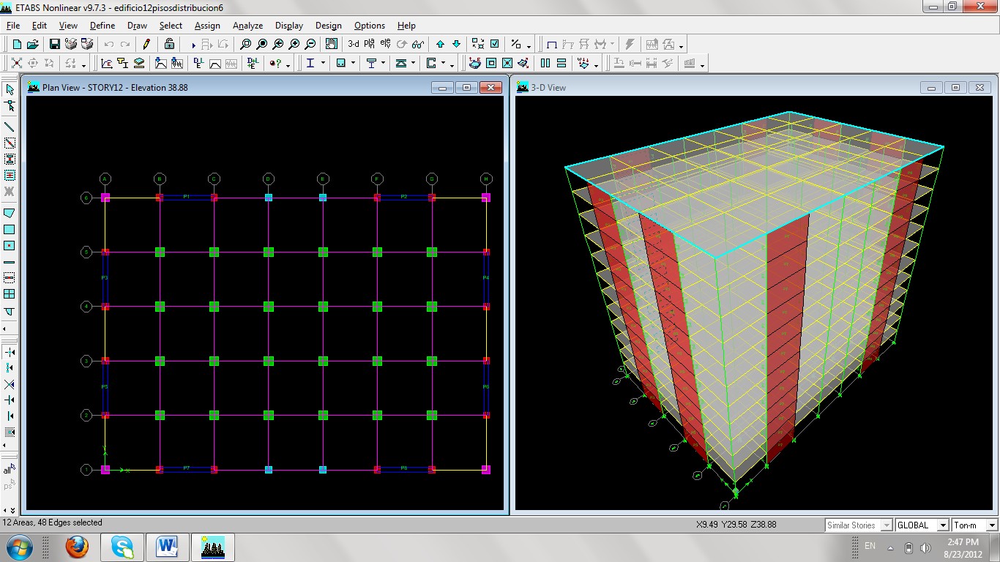 ETABS Nonlinear v9.7.3 - edificio12pisosdistribucion6
File Edit View Define Draw Select Assign Analyze Display Design Options Help
3-d
Plan View - STORY12 - Elevation 38.88
3-D View
A B C D E F G H
6 P1 P2
5
P3 P4
4
3
P5 P6
2
Y
1 X P7 P8
all
ps
12 Areas, 48 Edges selected
X9.49 Y29.58 Z38.88
Similar Stories
GLOBAL
Ton-m
EN
2:47 PM
8/23/2012